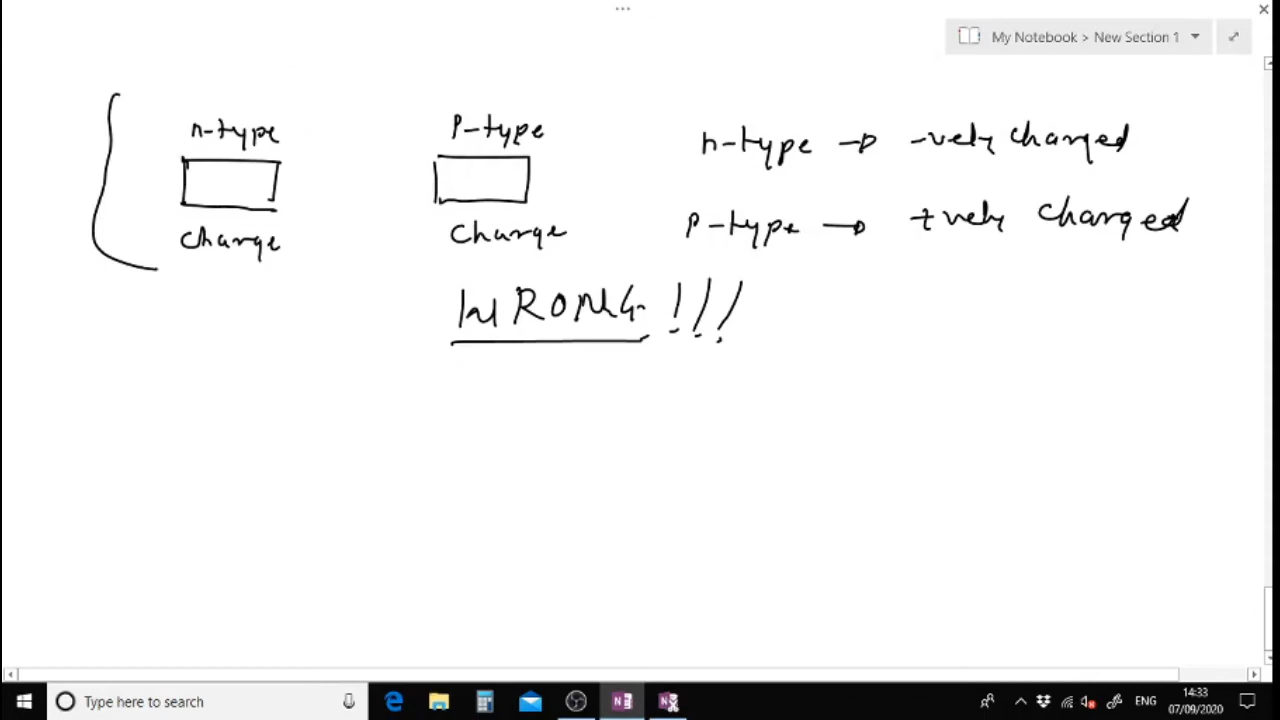 My Notebook > New Section 1
n-type
P-type
n-type → -vely charged
charge
charge
P-type → +vely charged
WRONG!!!
Type here to search
ENG
14:33
07/09/2020